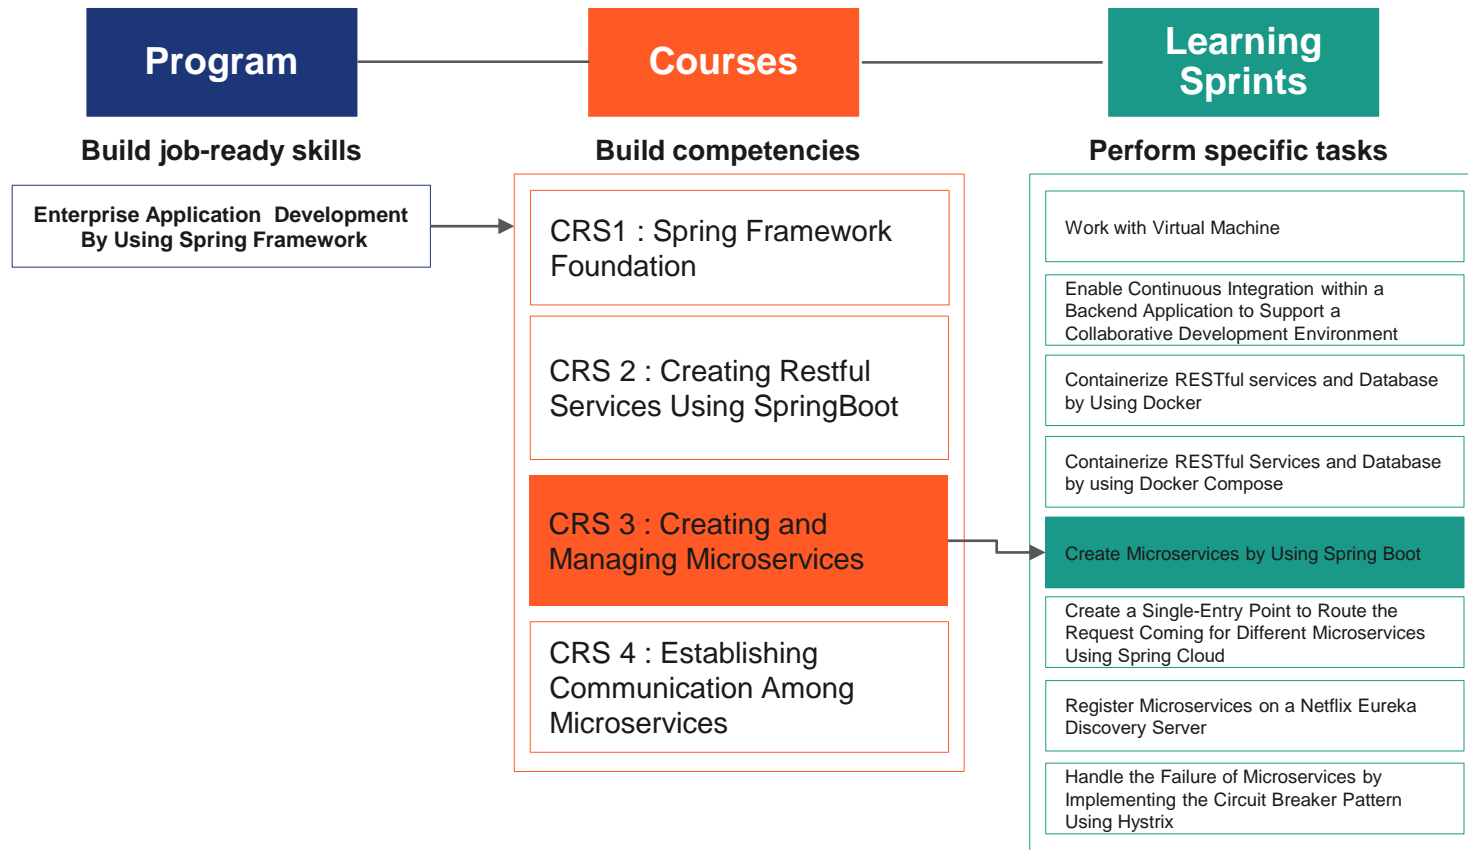 Program
Courses
Learning
Sprints
Build job-ready skills
Build competencies
Perform specific tasks
Enterprise Application Development
By Using Spring Framework
CRS1 : Spring Framework
Foundation
CRS 2 : Creating Restful
Services Using SpringBoot
CRS 3 : Creating and
Managing Microservices
CRS 4 : Establishing
Communication Among
Microservices
Work with Virtual Machine
Enable Continuous Integration within a
Backend Application to Support a
Collaborative Development Environment
Containerize RESTful services and Database
by Using Docker
Containerize RESTful Services and Database
by using Docker Compose
Create Microservices by Using Spring Boot
Create a Single-Entry Point to Route the
Request Coming for Different Microservices
Using Spring Cloud
Register Microservices on a Netflix Eureka
Discovery Server
Handle the Failure of Microservices by
Implementing the Circuit Breaker Pattern
Using Hystrix